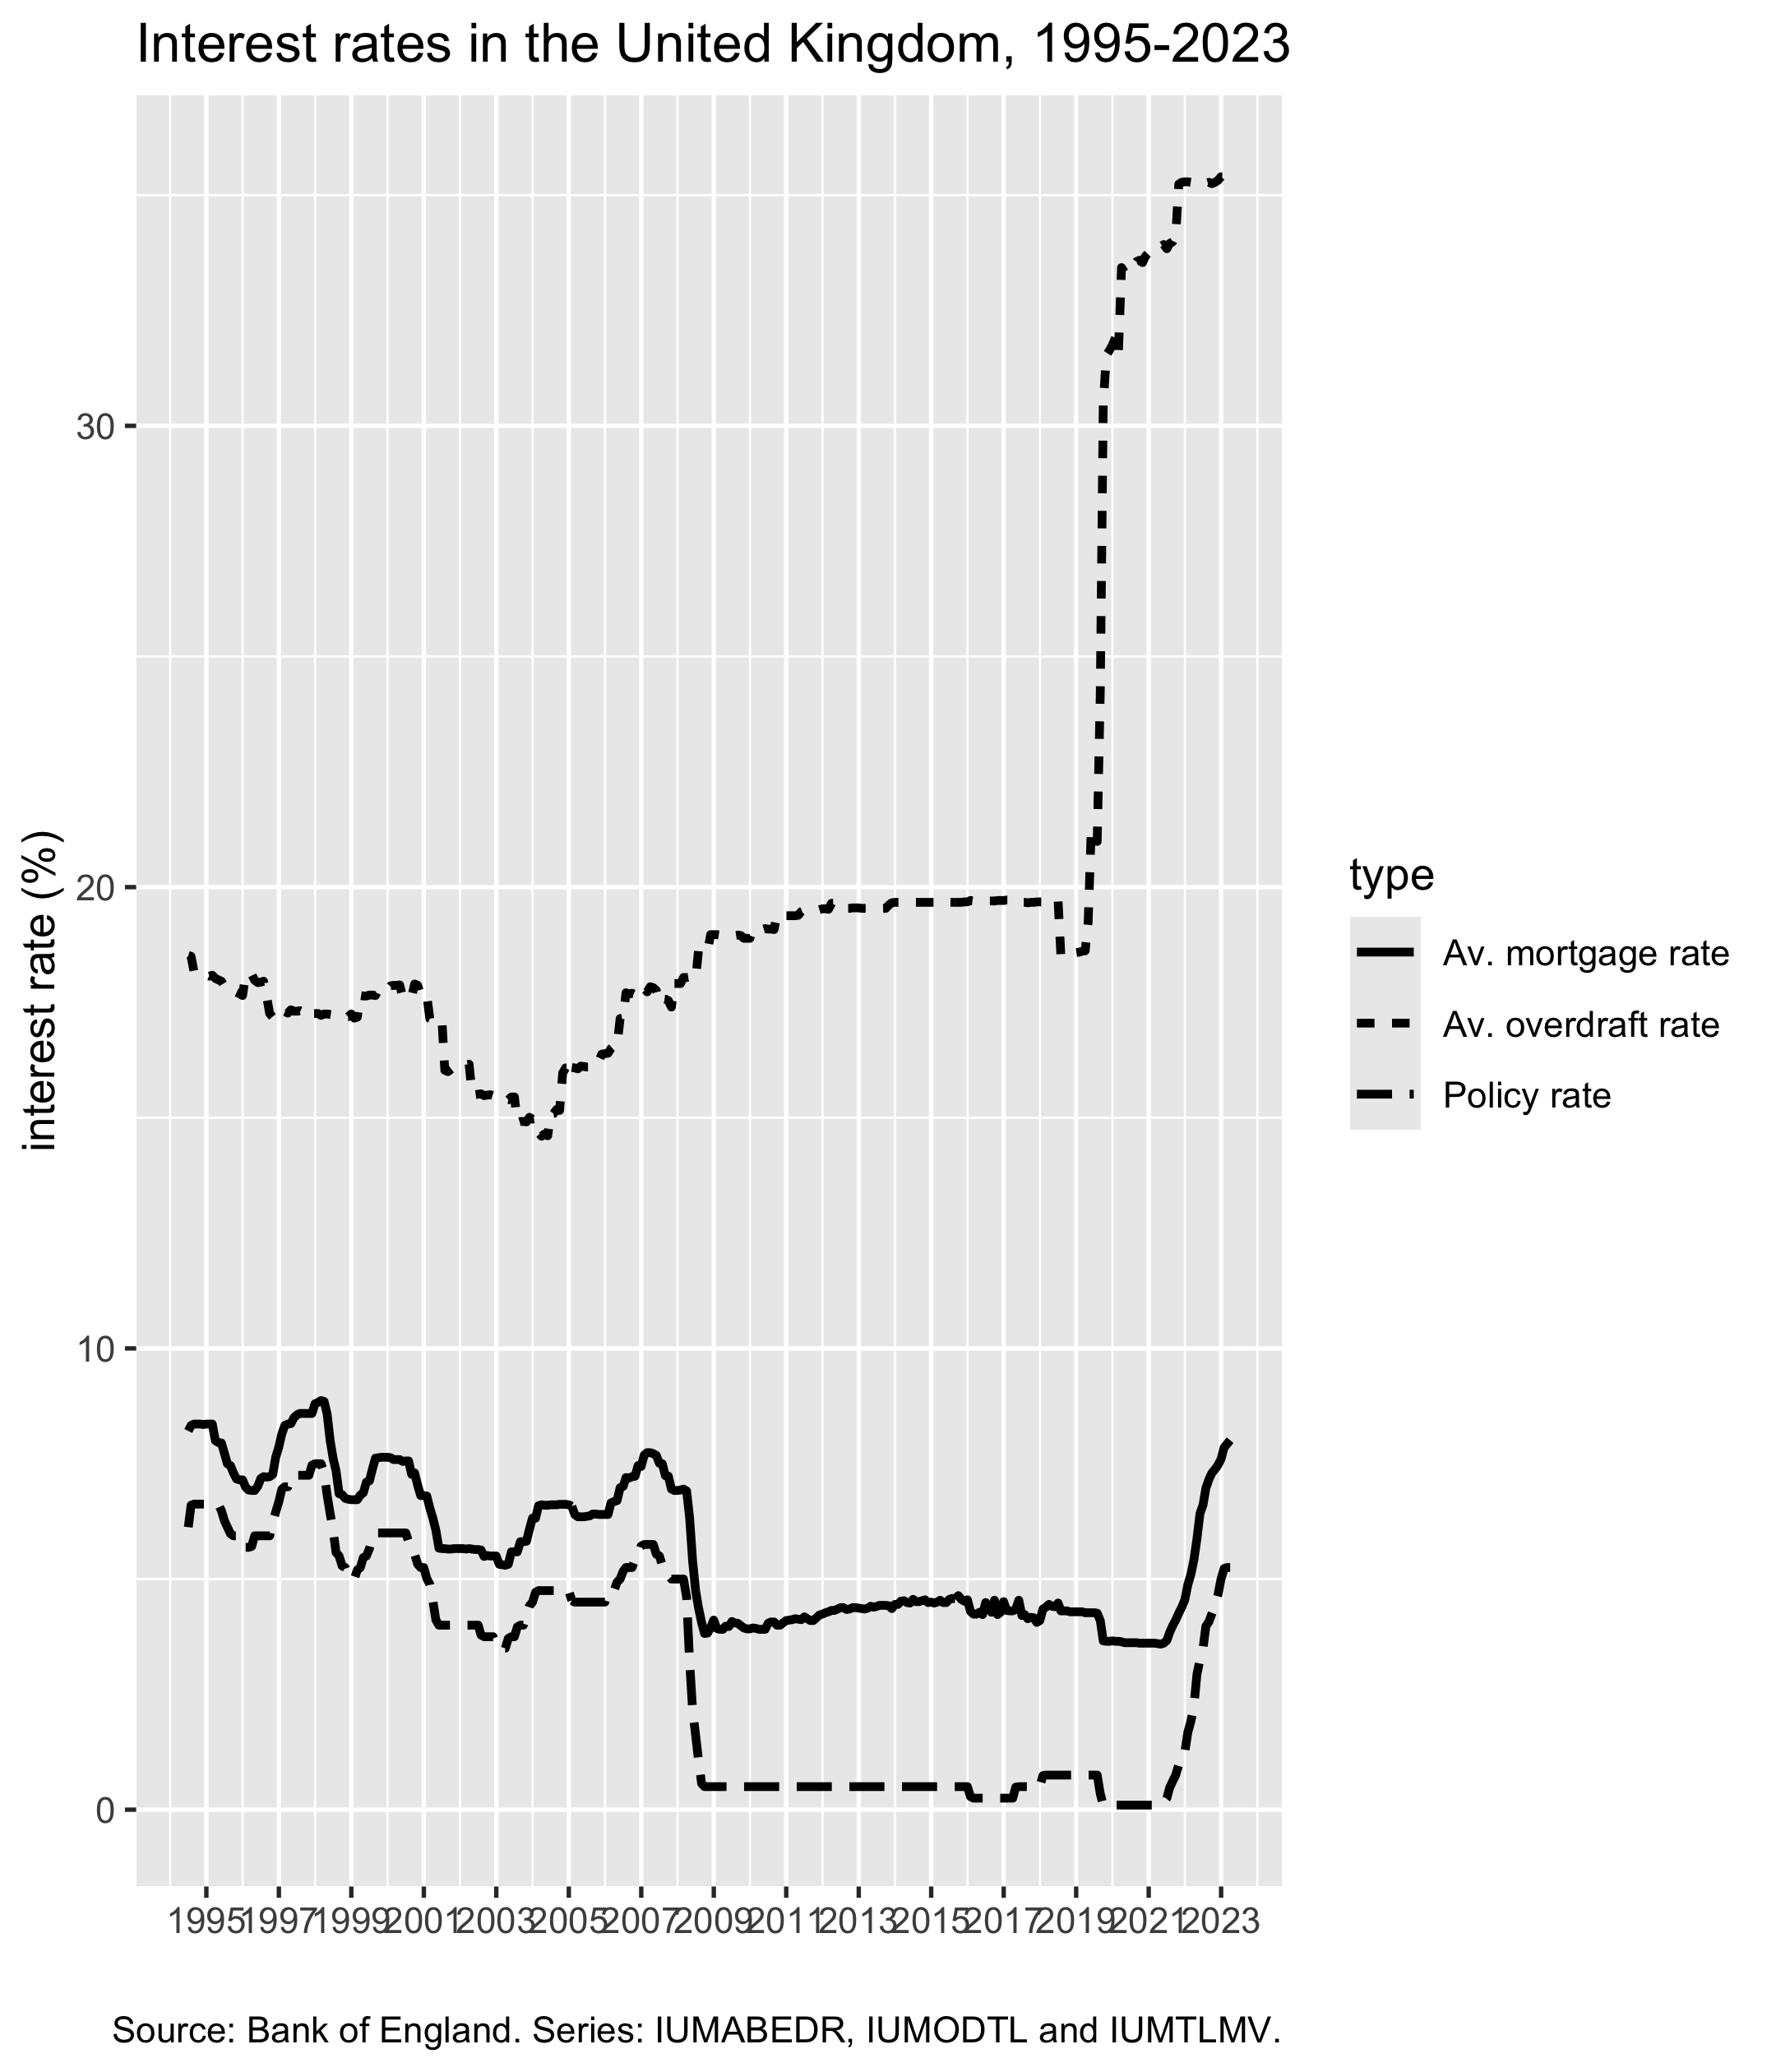 Interest rates in the United Kingdom, 1995-2023
interest rate (%)
30
20
10
0
1995 1997 1999 2001 2003 2005 2007 2009 2011 2013 2015 2017 2019 2021 2023
type
Av. mortgage rate
Av. overdraft rate
Policy rate
Source: Bank of England. Series: IUMABEDR, IUMODTL and IUMTLMV.